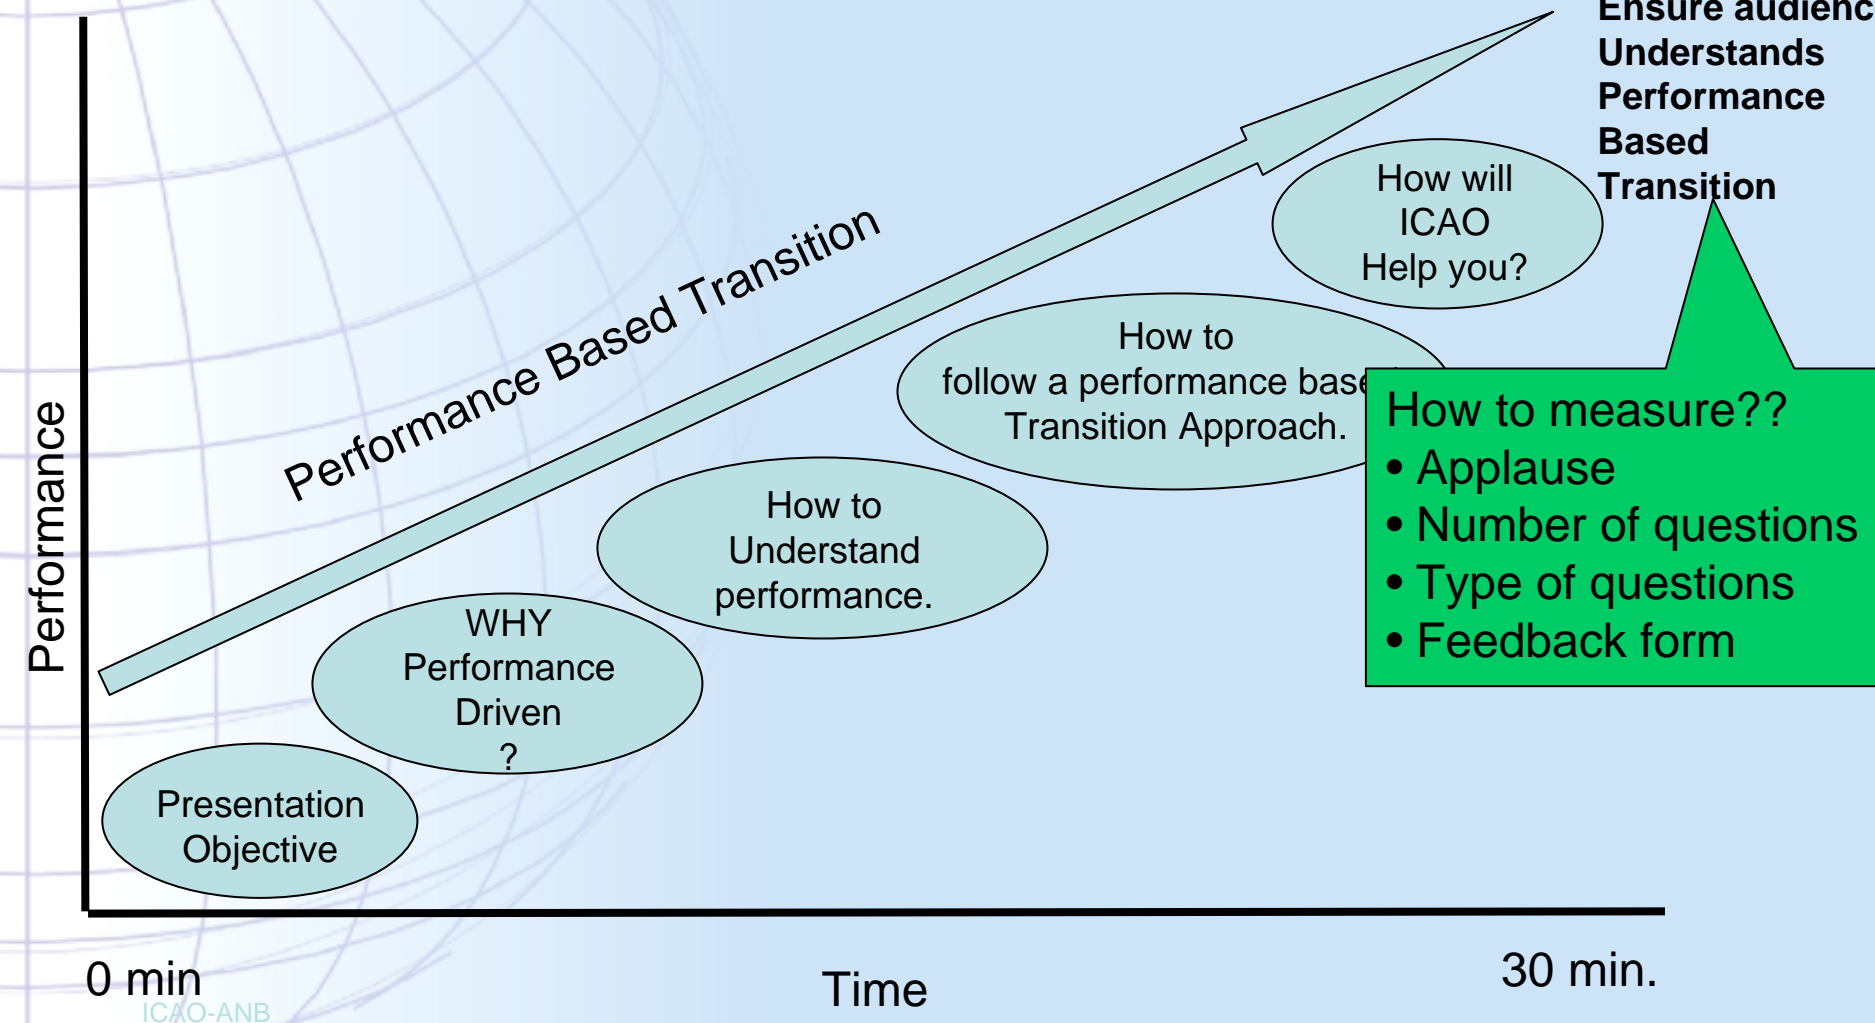 Ensure audienc
Understands
Performance
Based
Transition
How will
ICAO
Help you?
Performance Based Transition
How to
follow a performance base
Transition Approach.
How to measure??
• Applause
• Number of questions
• Type of questions
• Feedback form
How to
Understand
performance.
WHY
Performance
Driven
?
Presentation
Objective
Performance
0 min
Time
30 min.
ICAO-ANB